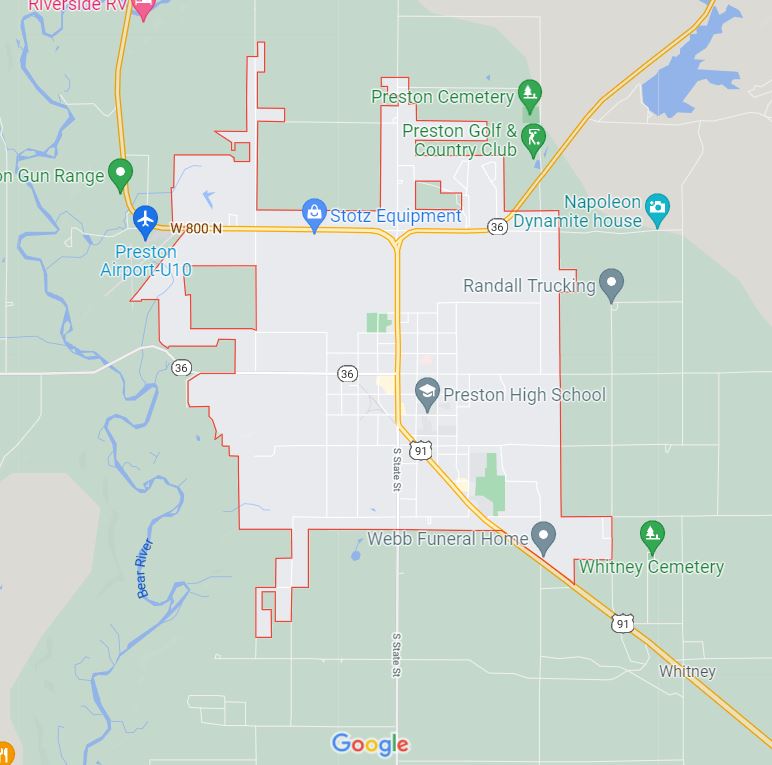 Riverside RV
Preston Cemetery
Preston Golf &
Country Club
on Gun Range
Napoleon
Dynamite house
Stotz Equipment
W 800 N
36
Preston
Airport-U10
Randall Trucking
36
36
Preston High School
91
S State St
Webb Funeral Home
Whitney Cemetery
Bear River
91
S State St
Whitney
Google